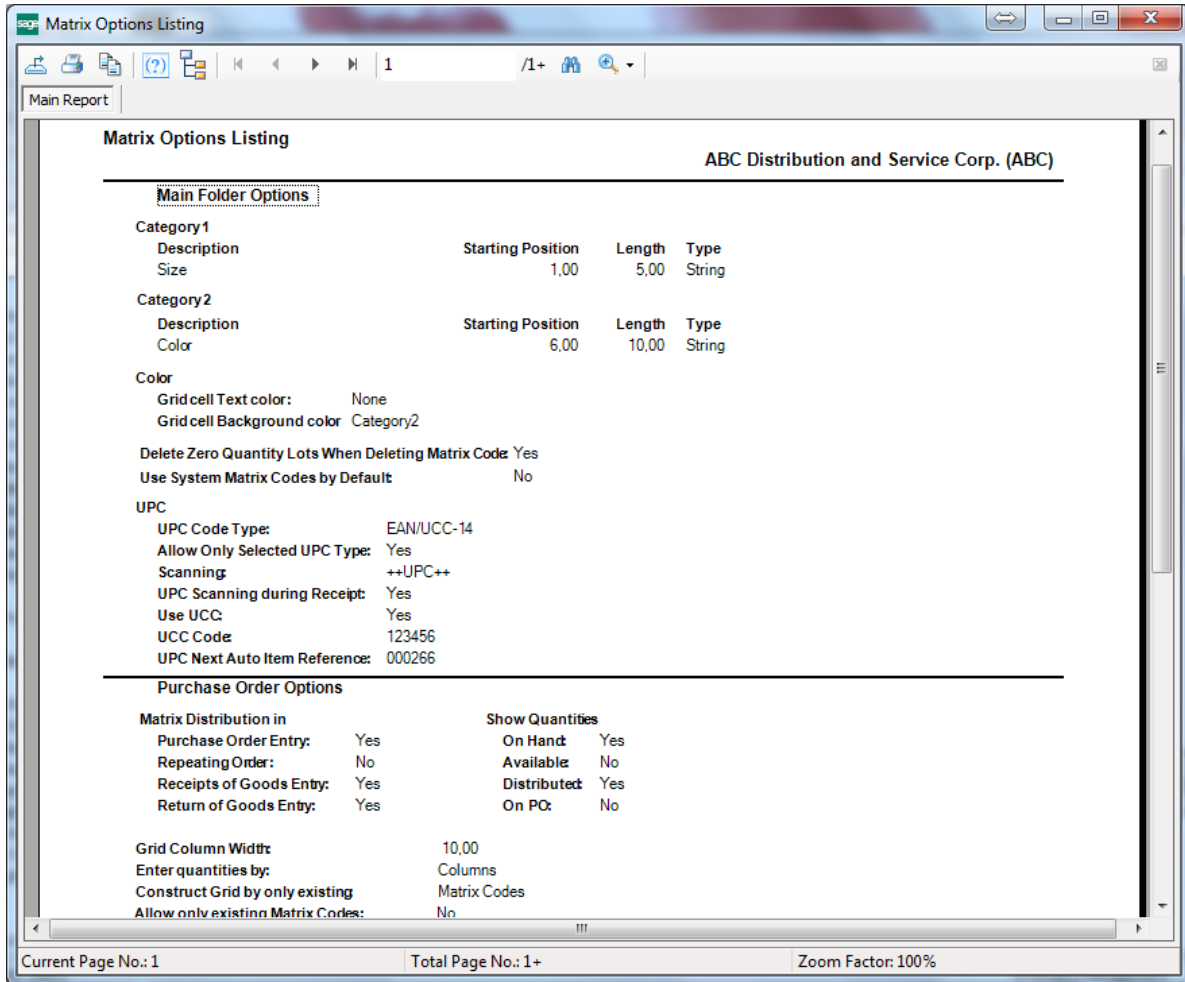 sage Matrix Options Listing
1 /1+
Main Report
Matrix Options Listing
ABC Distribution and Service Corp. (ABC)
Main Folder Options
Category1
Description Starting Position Length Type
Size 1,00 5,00 String
Category2
Description Starting Position Length Type
Color 6,00 10,00 String
Color
Grid cell Text color: None
Grid cell Background color Category2
Delete Zero Quantity Lots When Deleting Matrix Code: Yes
Use System Matrix Codes by Default: No
UPC
UPC Code Type: EAN/UCC-14
Allow Only Selected UPC Type: Yes
Scanning: ++UPC++
UPC Scanning during Receipt: Yes
Use UCC: Yes
UCC Code: 123456
UPC Next Auto Item Reference: 000266
Purchase Order Options
Matrix Distribution in Show Quantities
Purchase Order Entry: Yes On Hand: Yes
Repeating Order: No Available: No
Receipts of Goods Entry: Yes Distributed: Yes
Return of Goods Entry: Yes On PO: No
Grid Column Width: 10,00
Enter quantities by: Columns
Construct Grid by only existing Matrix Codes
Allow only existing Matrix Codes: No
Current Page No.: 1 Total Page No.: 1+ Zoom Factor: 100%